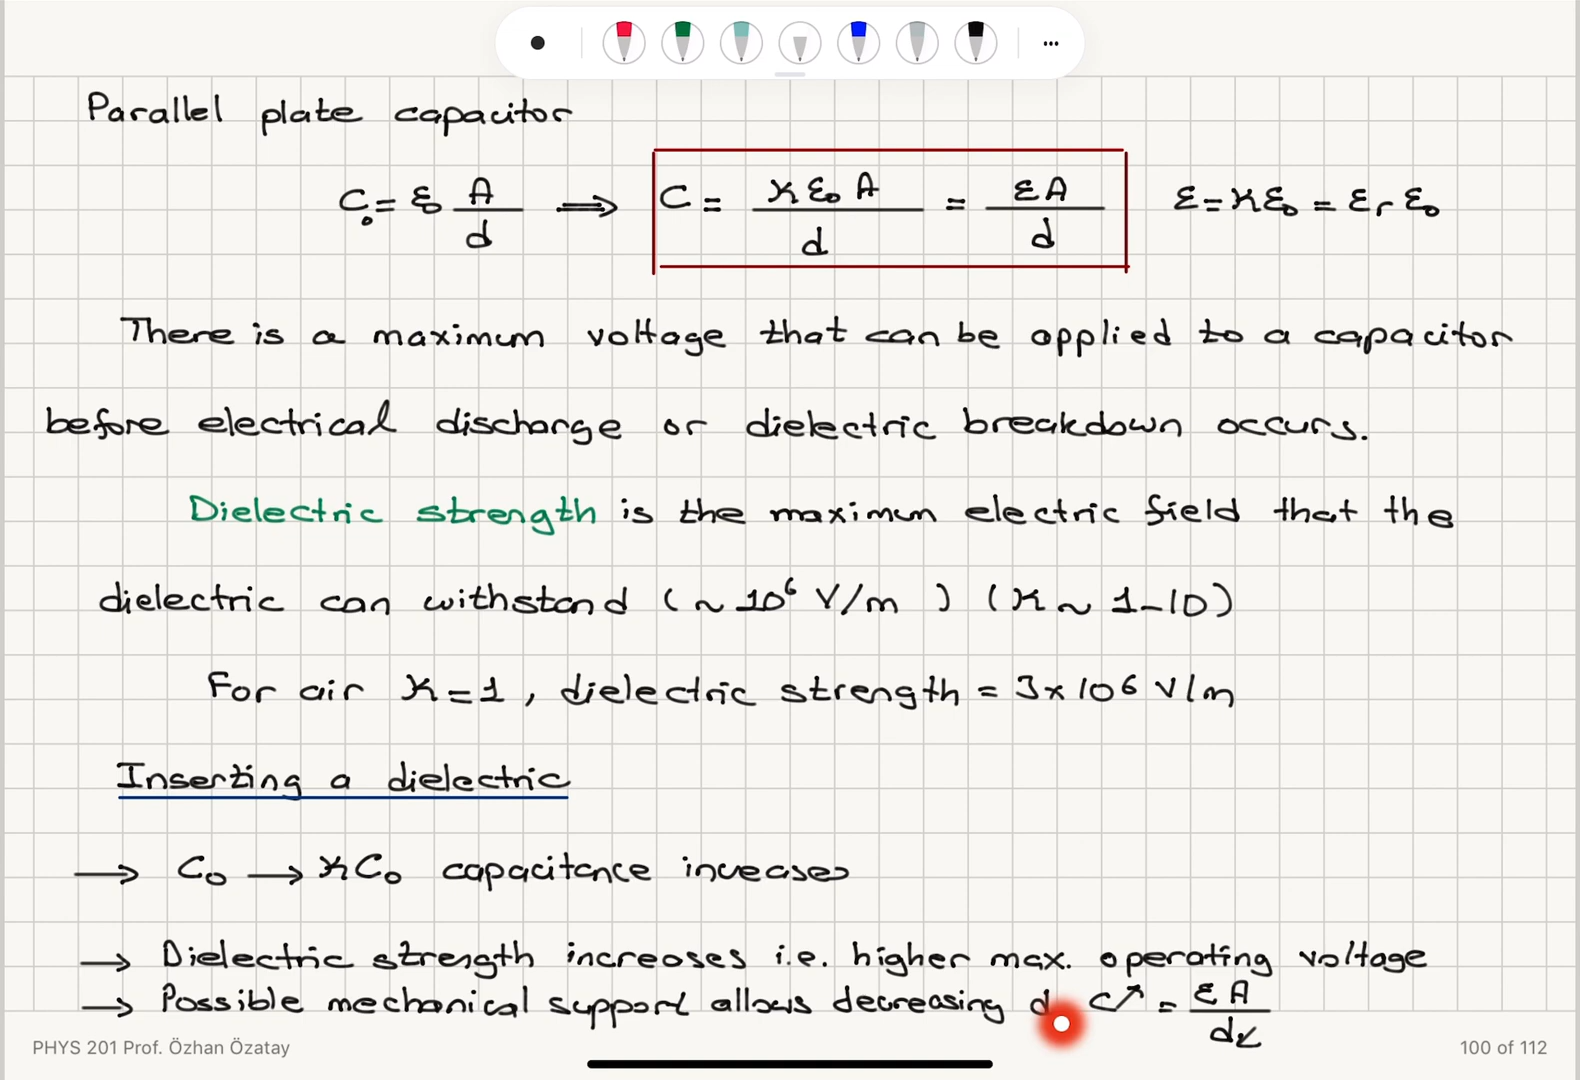 Parallel plate capacitor
C₀ = ε₀ A/d ⟹ C = κε₀A/d = εA/d ε = κε₀ = εr ε₀
There is a maximum voltage that can be applied to a capacitor
before electrical discharge or dielectric breakdown occurs.
Dielectric strength is the maximum electric field that the
dielectric can withstand (~ 10⁶ V/m ) (κ ~ 1-10)
For air κ=1, dielectric strength = 3x10⁶ V/m
Inserting a dielectric
→ C₀ → κC₀ capacitance increases
→ Dielectric strength increases i.e. higher max. operating voltage
→ Possible mechanical support allows decreasing d C↗ = εA/d↙
PHYS 201 Prof. Özhan Özatay
100 of 112